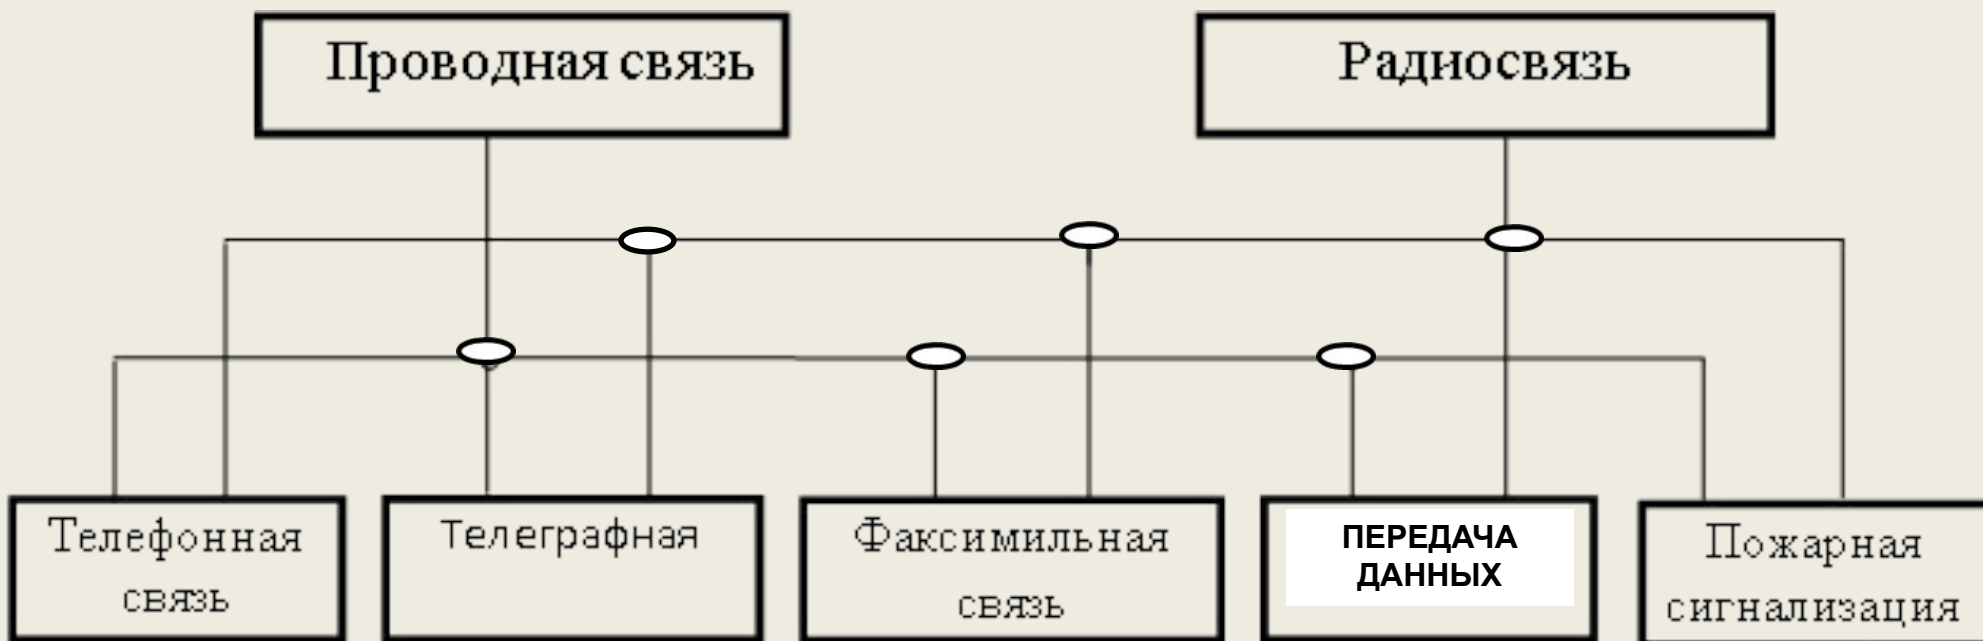 Проводная связь
Радиосвязь
Телефонная
связь
Телеграфная
Факсимильная
связь
ПЕРЕДАЧА
ДАННЫХ
Пожарная
сигнализация